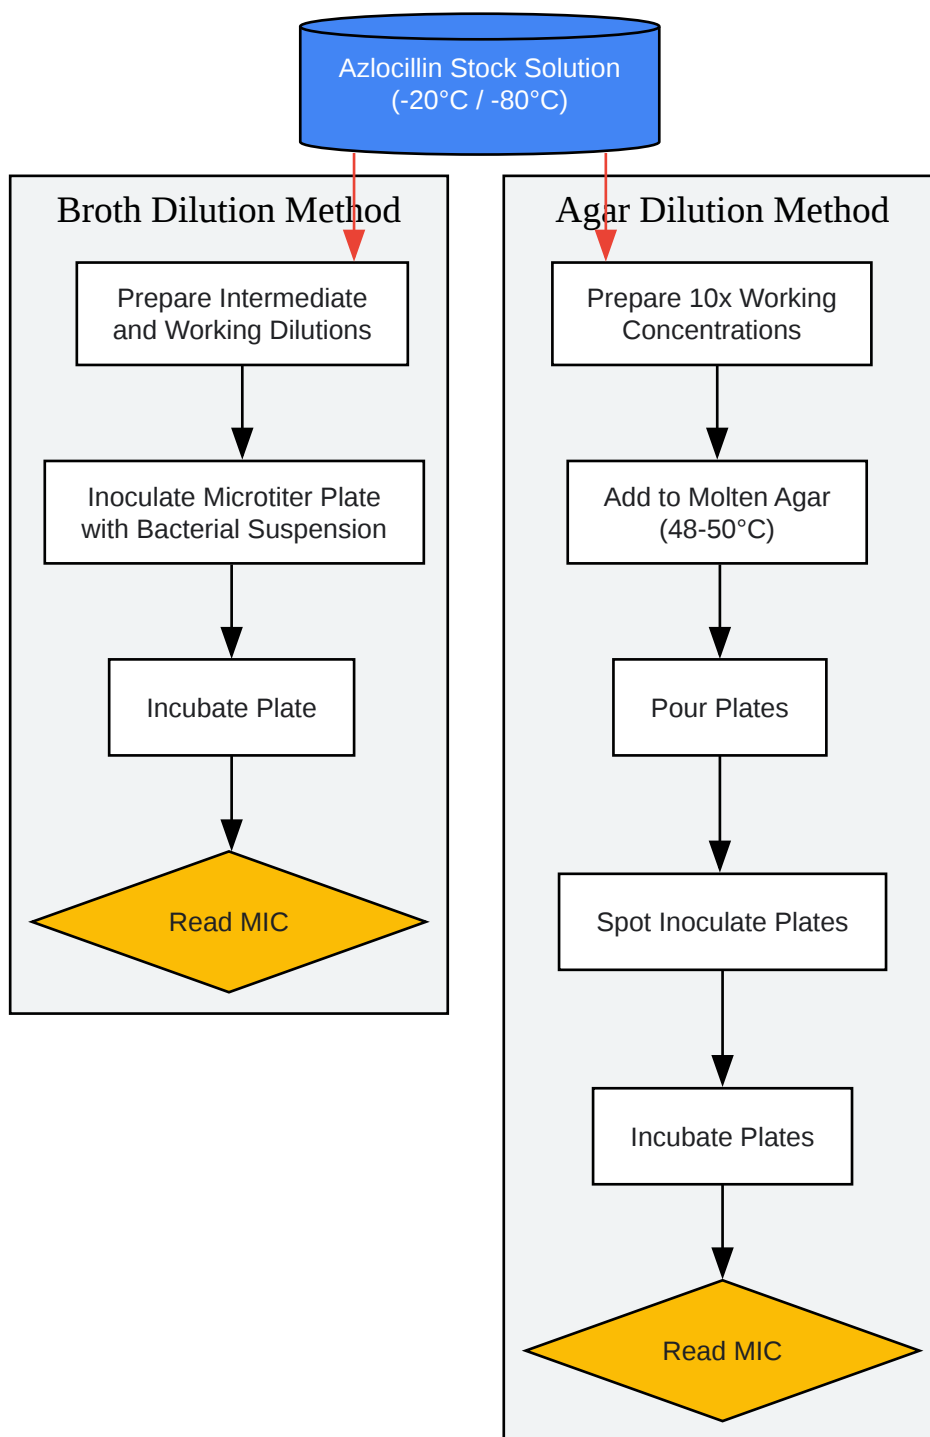 Azlocillin Stock Solution
(-20°C / -80°C)
Broth Dilution Method
Prepare Intermediate
and Working Dilutions
Inoculate Microtiter Plate
with Bacterial Suspension
Incubate Plate
Read MIC
Agar Dilution Method
Prepare 10x Working
Concentrations
Add to Molten Agar
(48-50°C)
Pour Plates
Spot Inoculate Plates
Incubate Plates
Read MIC